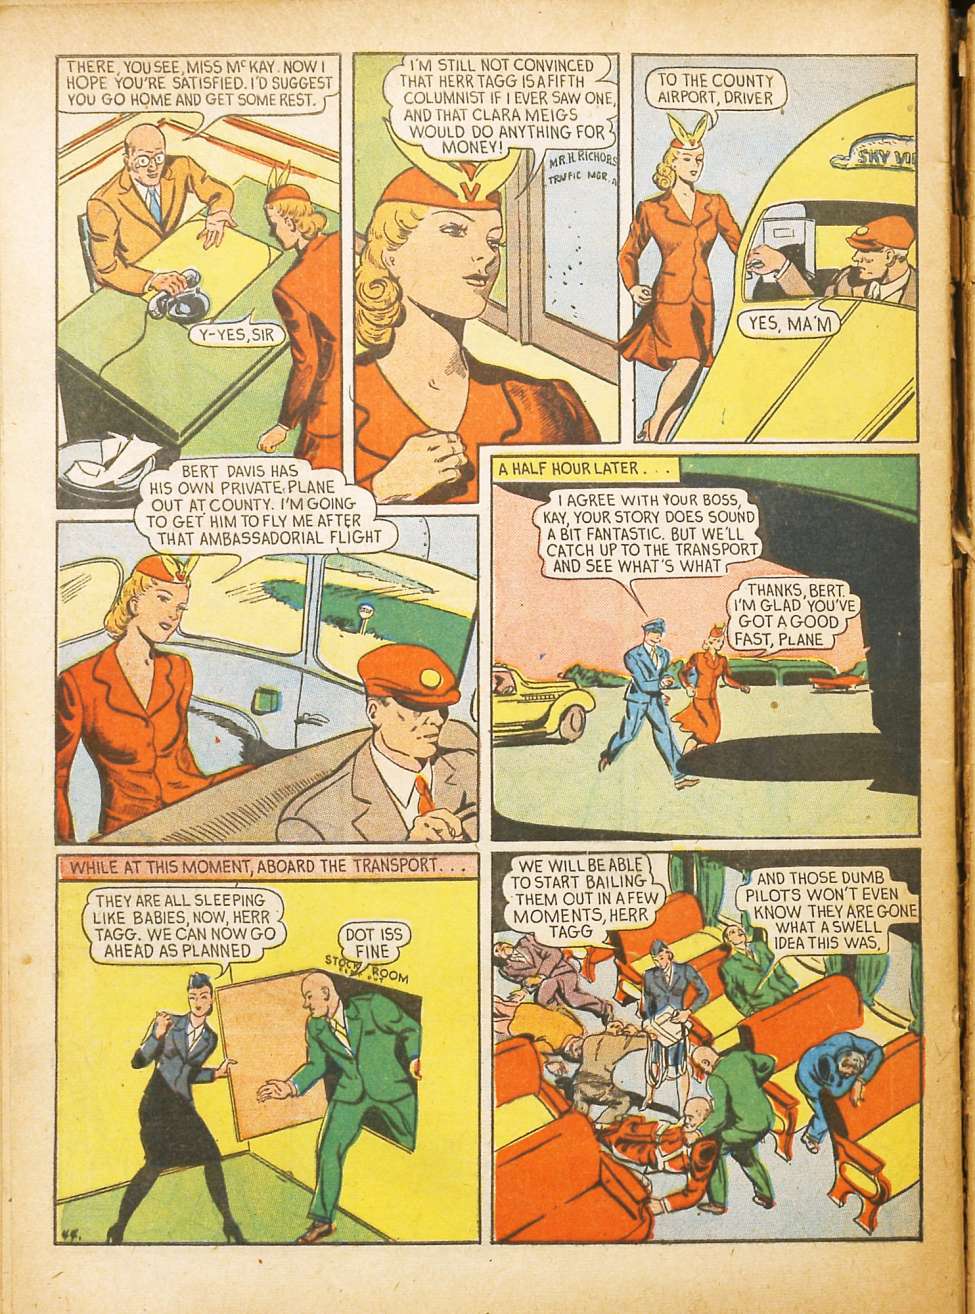 THERE, YOU SEE, MISS McKAY. NOW I
HOPE YOU'RE SATISFIED. I'D SUGGEST
YOU GO HOME AND GET SOME REST.
Y-YES, SIR
I'M STILL NOT CONVINCED
THAT HERR TAGG IS A FIFTH
COLUMNIST IF I EVER SAW ONE,
AND THAT CLARA MEIGS
WOULD DO ANYTHING FOR
MONEY!
MR. H. RICHORS
TRAFFIC MGR.
V
TO THE COUNTY
AIRPORT, DRIVER
SKY
YES, MA'M
BERT DAVIS HAS
HIS OWN PRIVATE, PLANE
OUT AT COUNTY. I'M GOING
TO GET HIM TO FLY ME AFTER
THAT AMBASSADORIAL FLIGHT
STOP
A HALF HOUR LATER . . .
I AGREE WITH YOUR BOSS,
KAY, YOUR STORY DOES SOUND
A BIT FANTASTIC. BUT WE'LL
CATCH UP TO THE TRANSPORT
AND SEE WHAT'S WHAT
THANKS, BERT.
I'M GLAD YOU'VE
GOT A GOOD
FAST, PLANE
WHILE AT THIS MOMENT, ABOARD THE TRANSPORT. . .
THEY ARE ALL SLEEPING
LIKE BABIES, NOW, HERR
TAGG. WE CAN NOW GO
AHEAD AS PLANNED
DOT ISS
FINE
STOCK ROOM
KEEP OUT
44.
WE WILL BE ABLE
TO START BAILING
THEM OUT IN A FEW
MOMENTS, HERR
TAGG
AND THOSE DUMB
PILOTS WON'T EVEN
KNOW THEY ARE GONE
WHAT A SWELL
IDEA THIS WAS,